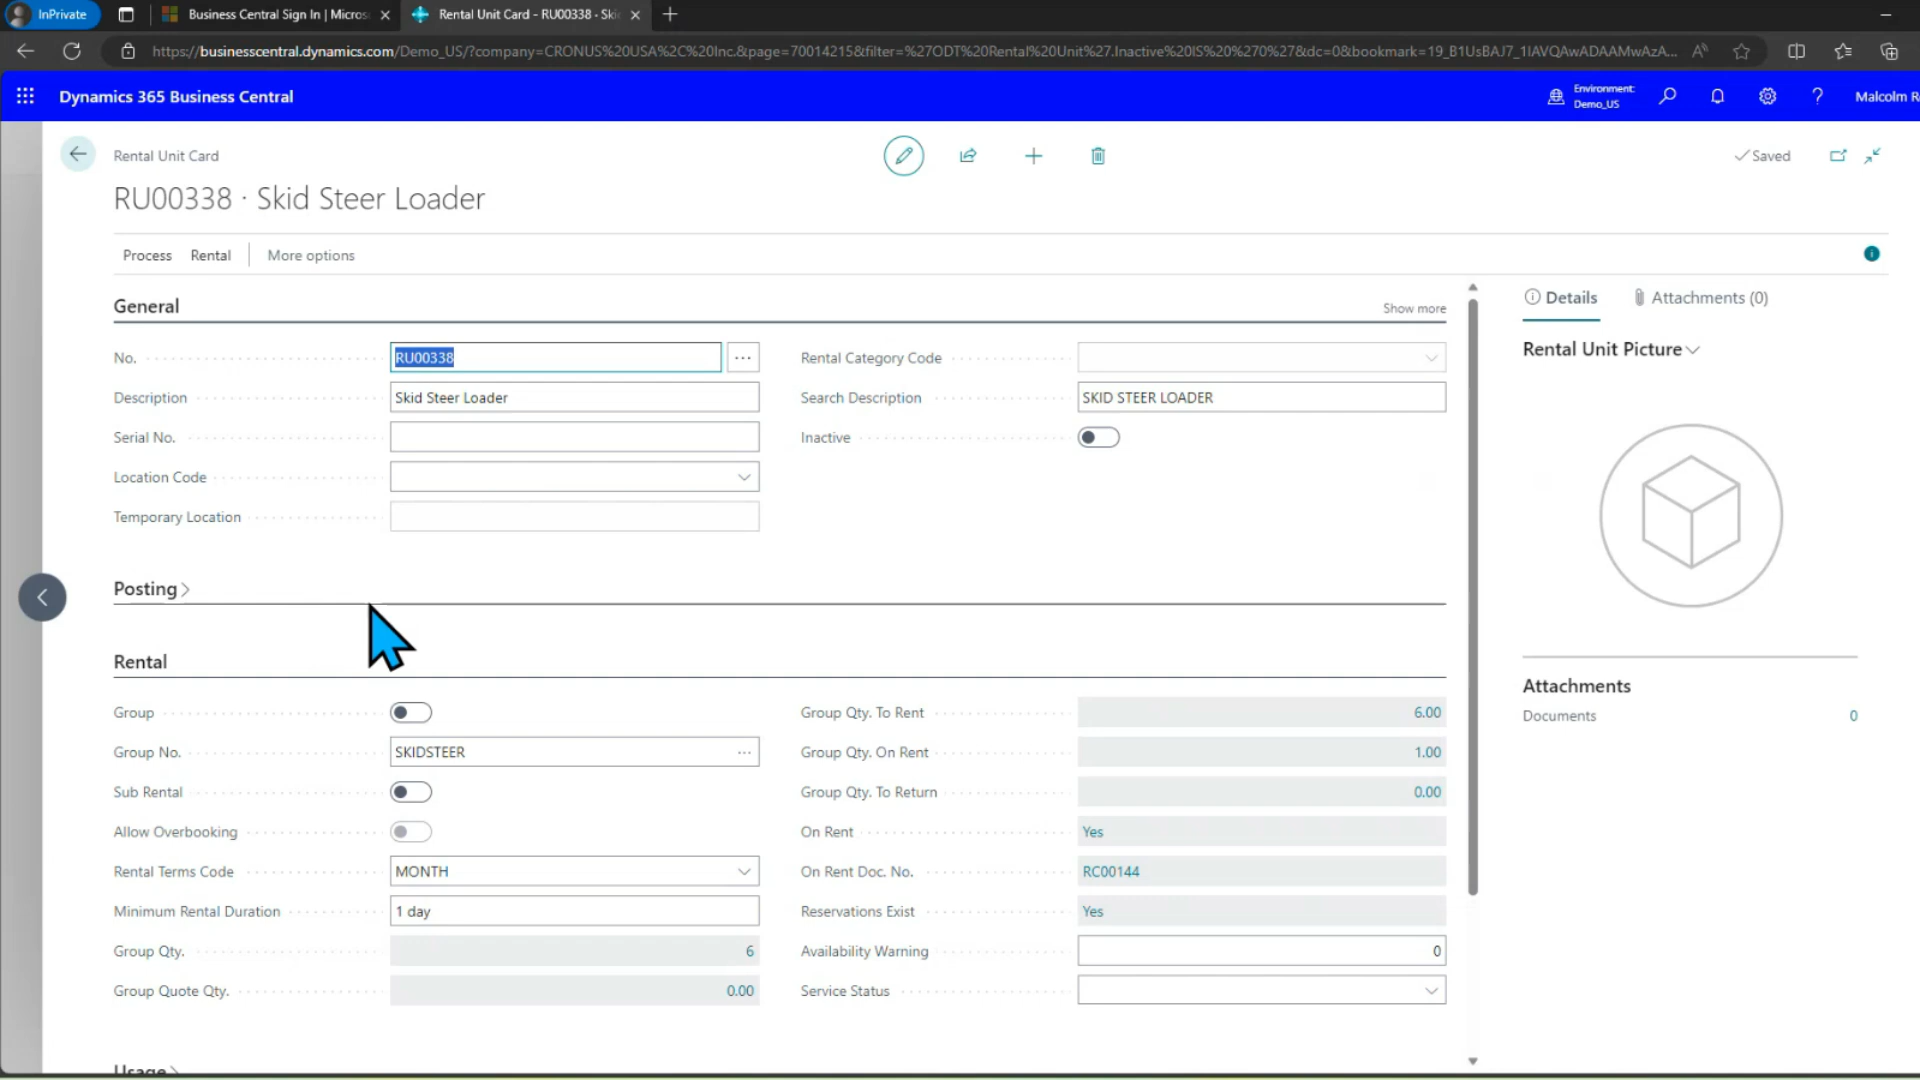 InPrivate
Business Central Sign In | Micros
Rental Unit Card - RU00338 - Ski
https://businesscentral.dynamics.com/Demo_US/?company=CRONUS%20USA%2C%20Inc.&page=70014215&filter=%27ODT%20Rental%20Unit%27.Inactive%20IS%20%270%27&dc=0&bookmark=19_B1UsBAJ7_1IAVQAwADAAMwAzA...
Dynamics 365 Business Central
Environment:
Demo_US
Malcolm R
Rental Unit Card
Saved
RU00338 · Skid Steer Loader
Process
Rental
More options
General
Show more
No.
RU00338
Description
Skid Steer Loader
Serial No.
Location Code
Temporary Location
Rental Category Code
Search Description
SKID STEER LOADER
Inactive
Posting
Rental
Group
Group No.
SKIDSTEER
Sub Rental
Allow Overbooking
Rental Terms Code
MONTH
Minimum Rental Duration
1 day
Group Qty.
6
Group Quote Qty.
0.00
Group Qty. To Rent
6.00
Group Qty. On Rent
1.00
Group Qty. To Return
0.00
On Rent
Yes
On Rent Doc. No.
RC00144
Reservations Exist
Yes
Availability Warning
0
Service Status
Usage
Details
Attachments (0)
Rental Unit Picture
Attachments
Documents
0